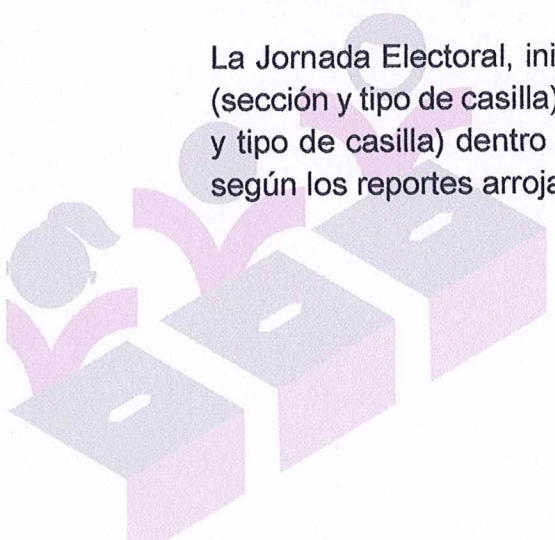 La Jornada Electoral, ini
(sección y tipo de casilla)
y tipo de casilla) dentro
según los reportes arroja